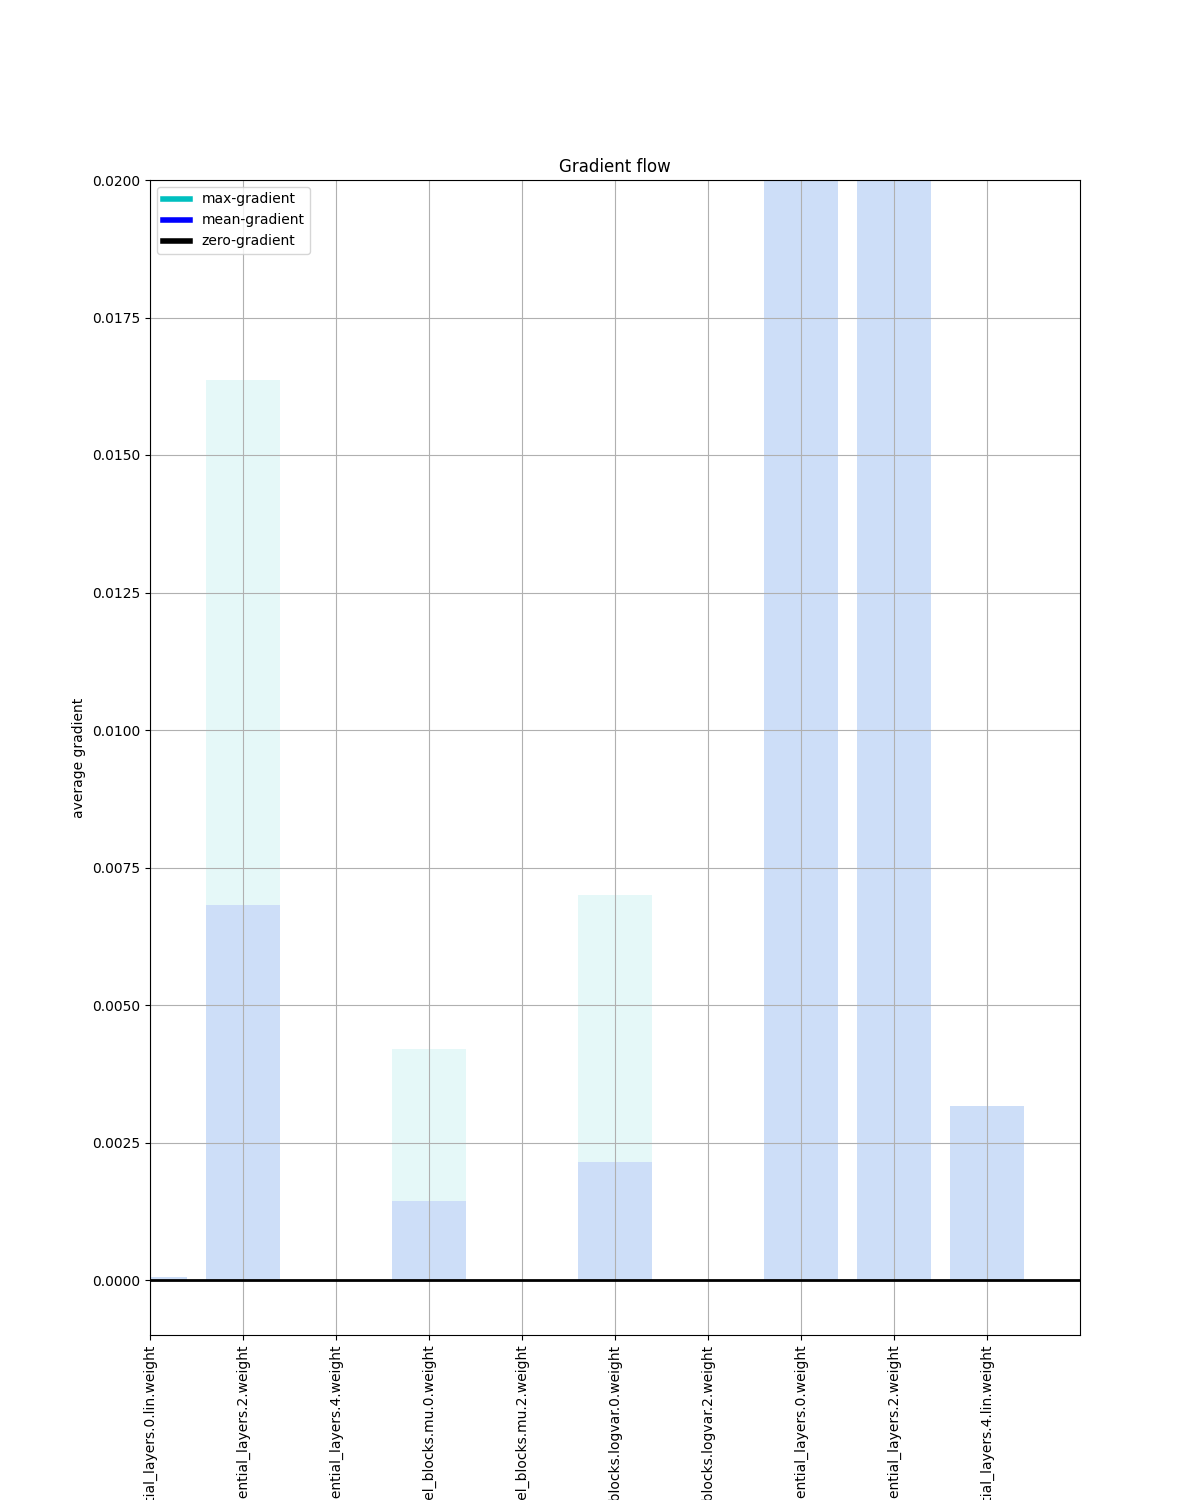 Gradient flow
max-gradient
mean-gradient
zero-gradient
0.0200
0.0175
0.0150
0.0125
0.0100
0.0075
0.0050
0.0025
0.0000
average gradient
tial_layers.0.lin.weight
ential_layers.2.weight
ential_layers.4.weight
el_blocks.mu.0.weight
el_blocks.mu.2.weight
blocks.logvar.0.weight
blocks.logvar.2.weight
ential_layers.0.weight
ential_layers.2.weight
tial_layers.4.lin.weight